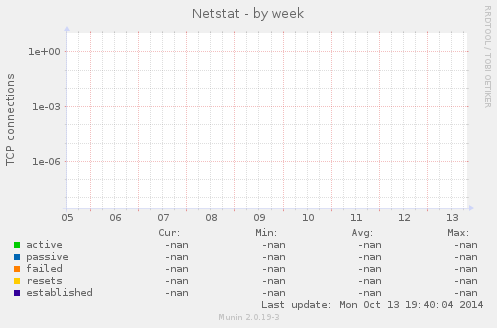 Netstat - by week
RRDTOOL / TOBI OETIKER
TCP connections
1e+00
1e-03
1e-06
05 06 07 08 09 10 11 12 13
Cur: Min: Avg: Max:
active -nan -nan -nan -nan
passive -nan -nan -nan -nan
failed -nan -nan -nan -nan
resets -nan -nan -nan -nan
established -nan -nan -nan -nan
Last update: Mon Oct 13 19:40:04 2014
Munin 2.0.19-3